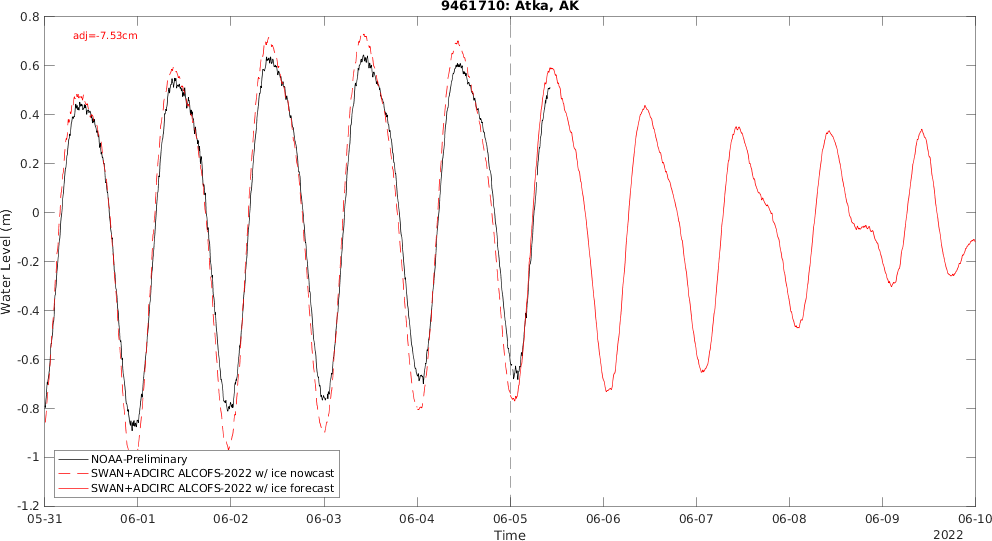 9461710: Atka, AK
adj=-7.53cm
0.8
0.6
0.4
0.2
0
-0.2
-0.4
-0.6
-0.8
-1
-1.2
Water Level (m)
NOAA-Preliminary
SWAN+ADCIRC ALCOFS-2022 w/ ice nowcast
SWAN+ADCIRC ALCOFS-2022 w/ ice forecast
05-31 06-01 06-02 06-03 06-04 06-05 06-06 06-07 06-08 06-09 06-10
Time
2022